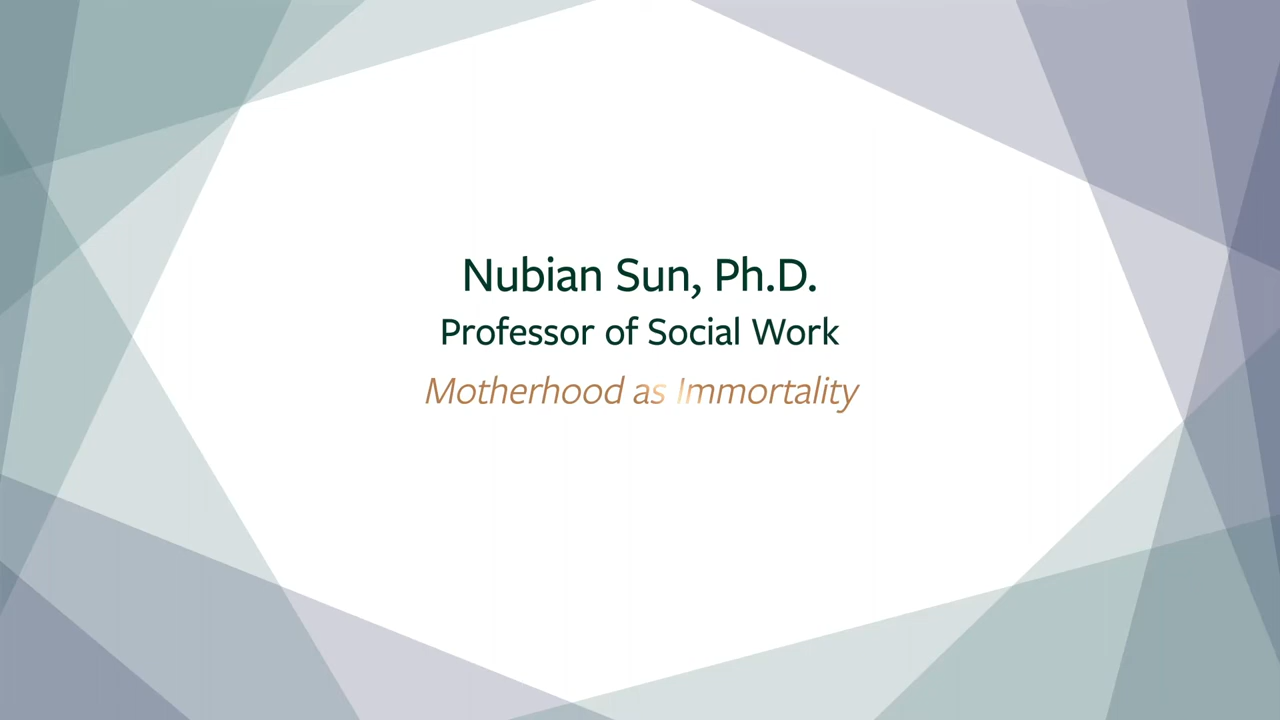 Nubian Sun, Ph.D.
Professor of Social Work
Motherhood as Immortality